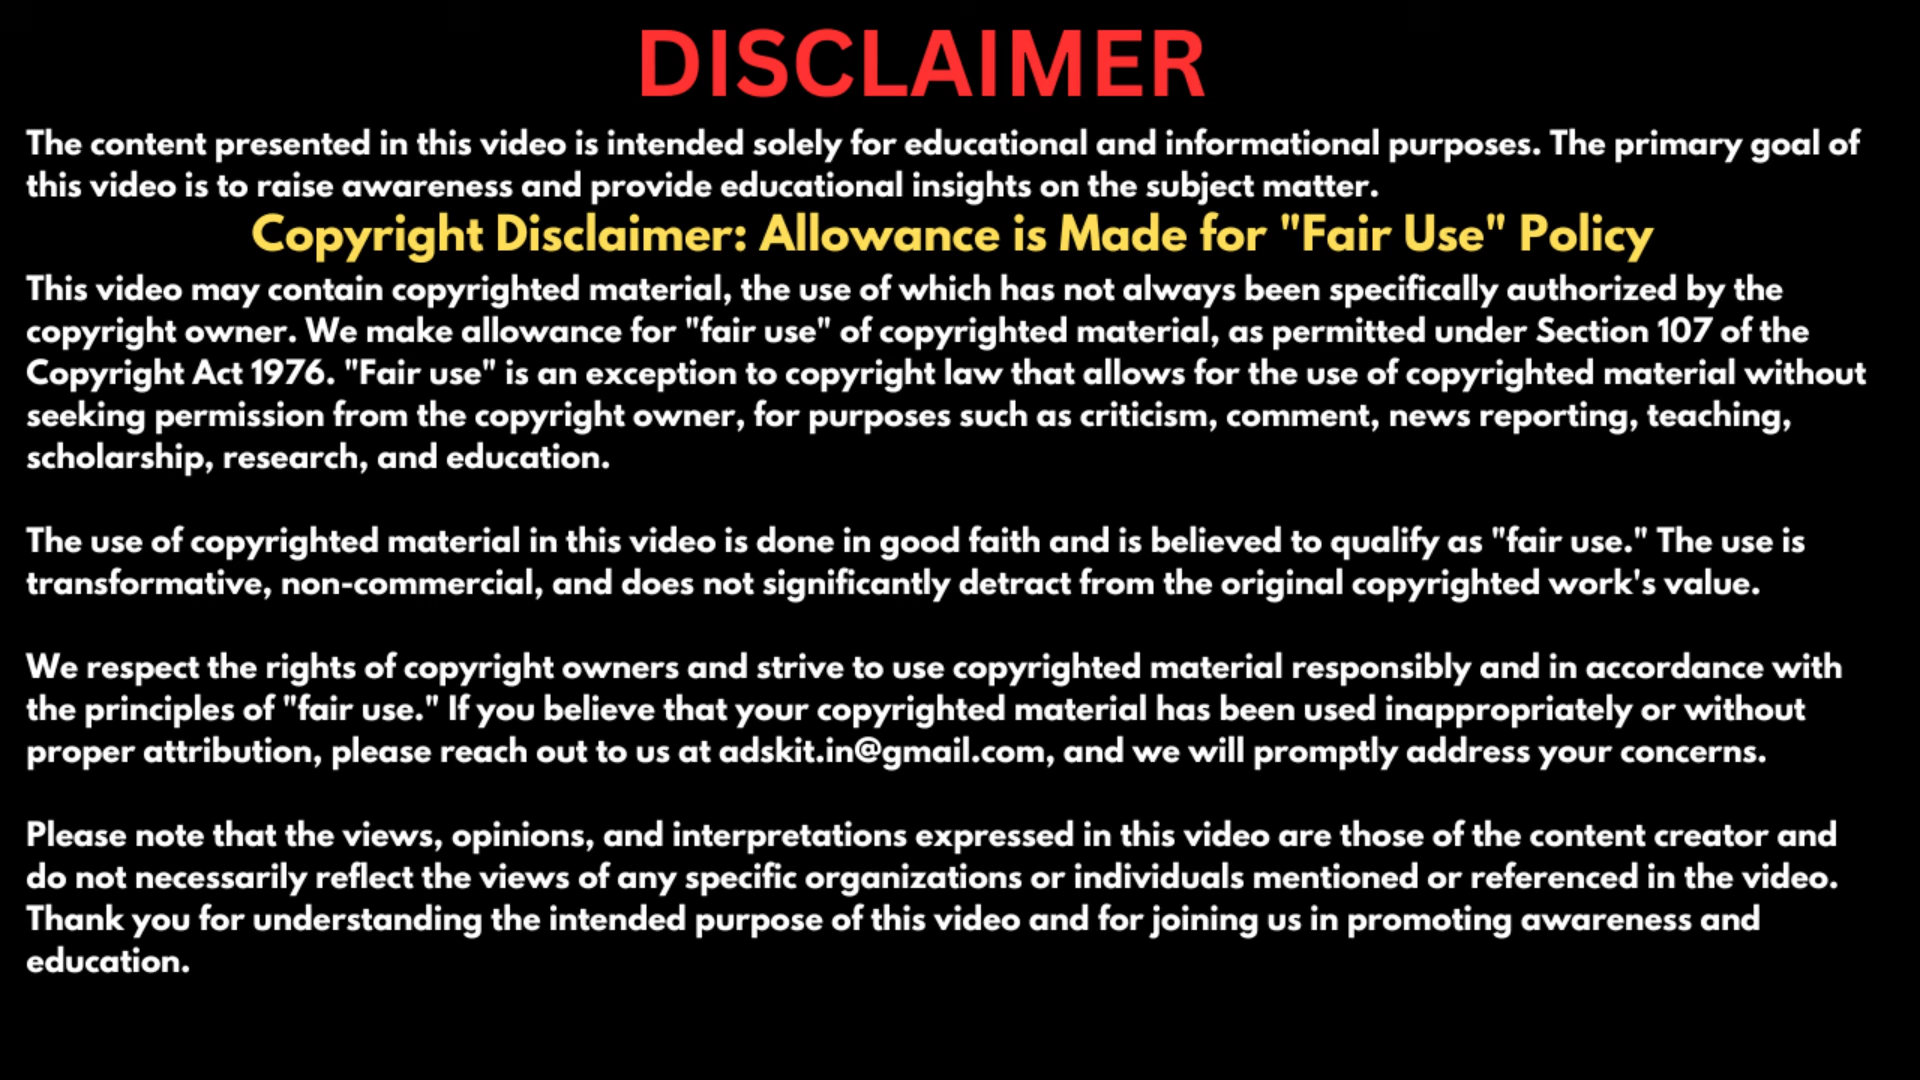 DISCLAIMER
The content presented in this video is intended solely for educational and informational purposes. The primary goal of
this video is to raise awareness and provide educational insights on the subject matter.
Copyright Disclaimer: Allowance is Made for "Fair Use" Policy
This video may contain copyrighted material, the use of which has not always been specifically authorized by the
copyright owner. We make allowance for "fair use" of copyrighted material, as permitted under Section 107 of the
Copyright Act 1976. "Fair use" is an exception to copyright law that allows for the use of copyrighted material without
seeking permission from the copyright owner, for purposes such as criticism, comment, news reporting, teaching,
scholarship, research, and education.
The use of copyrighted material in this video is done in good faith and is believed to qualify as "fair use." The use is
transformative, non-commercial, and does not significantly detract from the original copyrighted work's value.
We respect the rights of copyright owners and strive to use copyrighted material responsibly and in accordance with
the principles of "fair use." If you believe that your copyrighted material has been used inappropriately or without
proper attribution, please reach out to us at adskit.in@gmail.com, and we will promptly address your concerns.
Please note that the views, opinions, and interpretations expressed in this video are those of the content creator and
do not necessarily reflect the views of any specific organizations or individuals mentioned or referenced in the video.
Thank you for understanding the intended purpose of this video and for joining us in promoting awareness and
education.